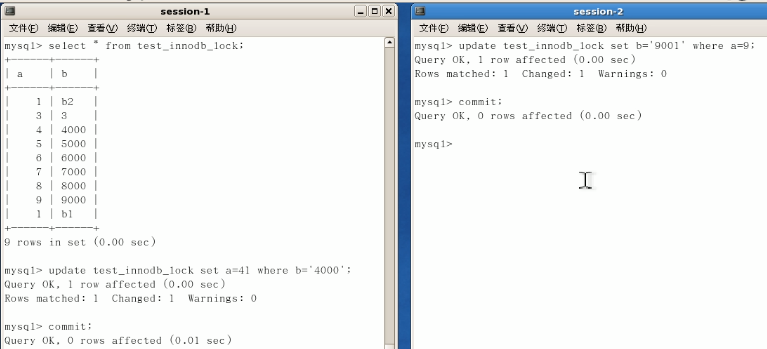 session-1
文件(F) 编辑(E) 查看(V) 终端(T) 标签(B) 帮助(H)
mysql> select * from test_innodb_lock;
+------+------+
| a | b |
+------+------+
| 1 | b2 |
| 3 | 3 |
| 4 | 4000 |
| 5 | 5000 |
| 6 | 6000 |
| 7 | 7000 |
| 8 | 8000 |
| 9 | 9000 |
| 1 | b1 |
+------+------+
9 rows in set (0.00 sec)
mysql> update test_innodb_lock set a=41 where b='4000';
Query OK, 1 row affected (0.00 sec)
Rows matched: 1  Changed: 1  Warnings: 0
mysql> commit;
Query OK, 0 rows affected (0.01 sec)
session-2
文件(F) 编辑(E) 查看(V) 终端(T) 标签(B) 帮助(H)
mysql> update test_innodb_lock set b='9001' where a=9;
Query OK, 1 row affected (0.00 sec)
Rows matched: 1  Changed: 1  Warnings: 0
mysql> commit;
Query OK, 0 rows affected (0.00 sec)
mysql>